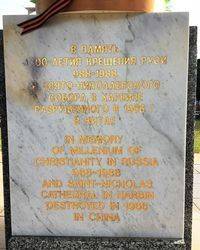 В ПАМЯТЬ
1000-ЛЕТИЯ КРЕЩЕНИЯ РУСИ
988-1988
И СВЯТО-НИКОЛАЕВСКОГО
СОБОРА В ХАРБИНЕ
РАЗРУШЕННОГО В 1966
В КИТАЕ
IN MEMORY
OF MILLENIUM OF
CHRISTIANITY IN RUSSIA
988-1988
AND SAINT-NICHOLAS
CATHEDRAL IN HARBIN
DESTROYED IN 1966
IN CHINA